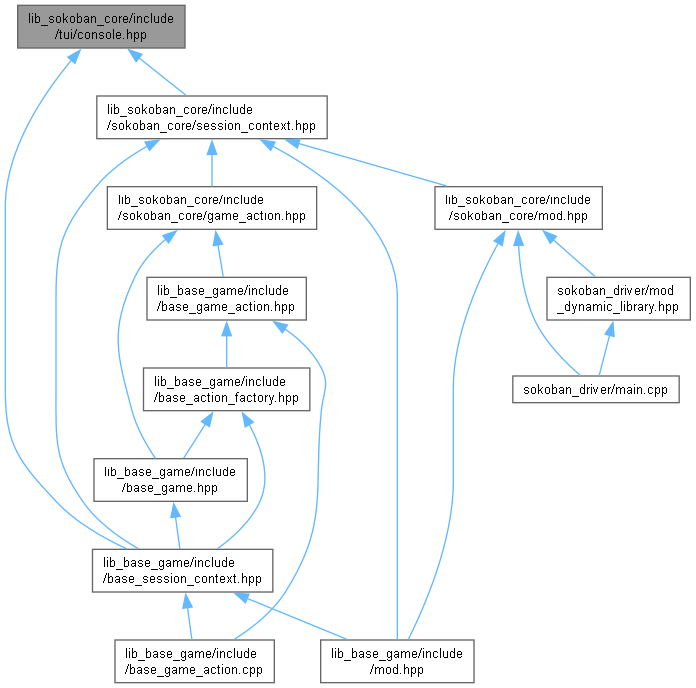 lib_sokoban_core/include
/tui/console.hpp
lib_sokoban_core/include
/sokoban_core/session_context.hpp
lib_sokoban_core/include
/sokoban_core/game_action.hpp
lib_sokoban_core/include
/sokoban_core/mod.hpp
lib_base_game/include
/base_game_action.hpp
sokoban_driver/mod
_dynamic_library.hpp
lib_base_game/include
/base_action_factory.hpp
sokoban_driver/main.cpp
lib_base_game/include
/base_game.hpp
lib_base_game/include
/base_session_context.hpp
lib_base_game/include
/base_game_action.cpp
lib_base_game/include
/mod.hpp